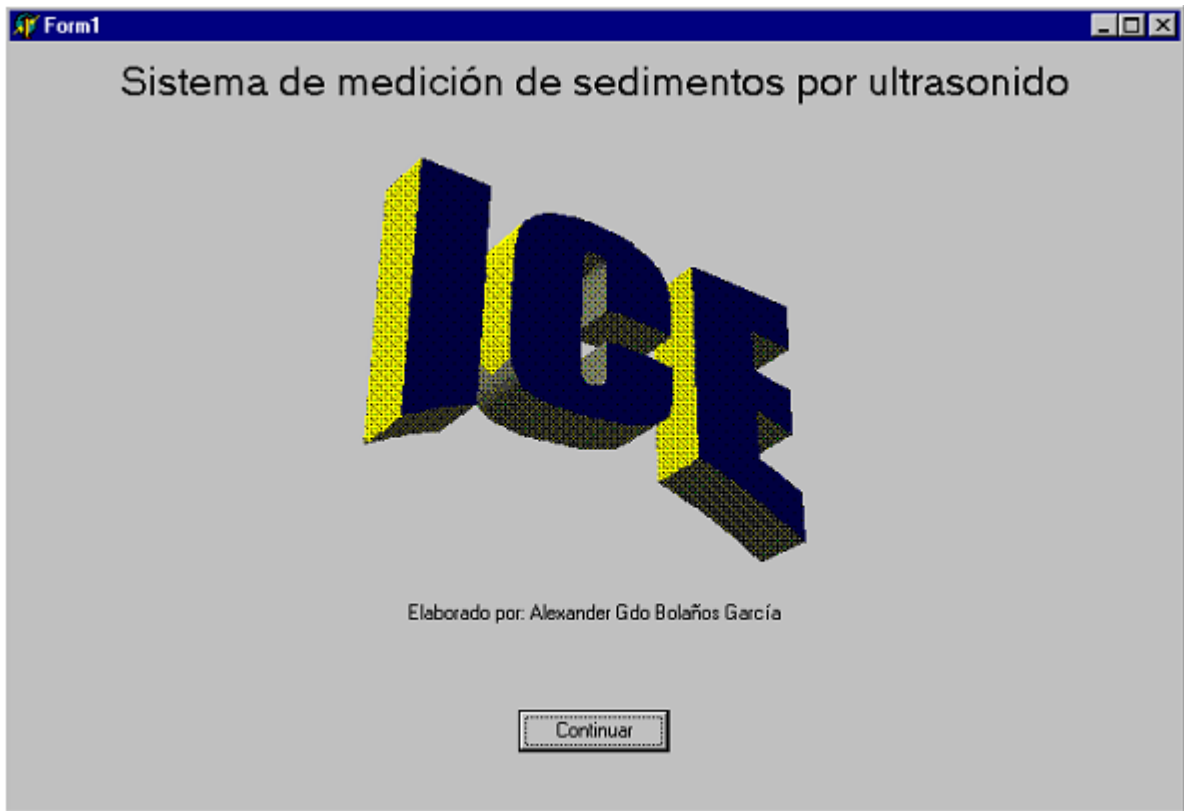 Form1
Sistema de medición de sedimentos por ultrasonido
ICE
Elaborado por: Alexander Gdo Bolaños García
Continuar